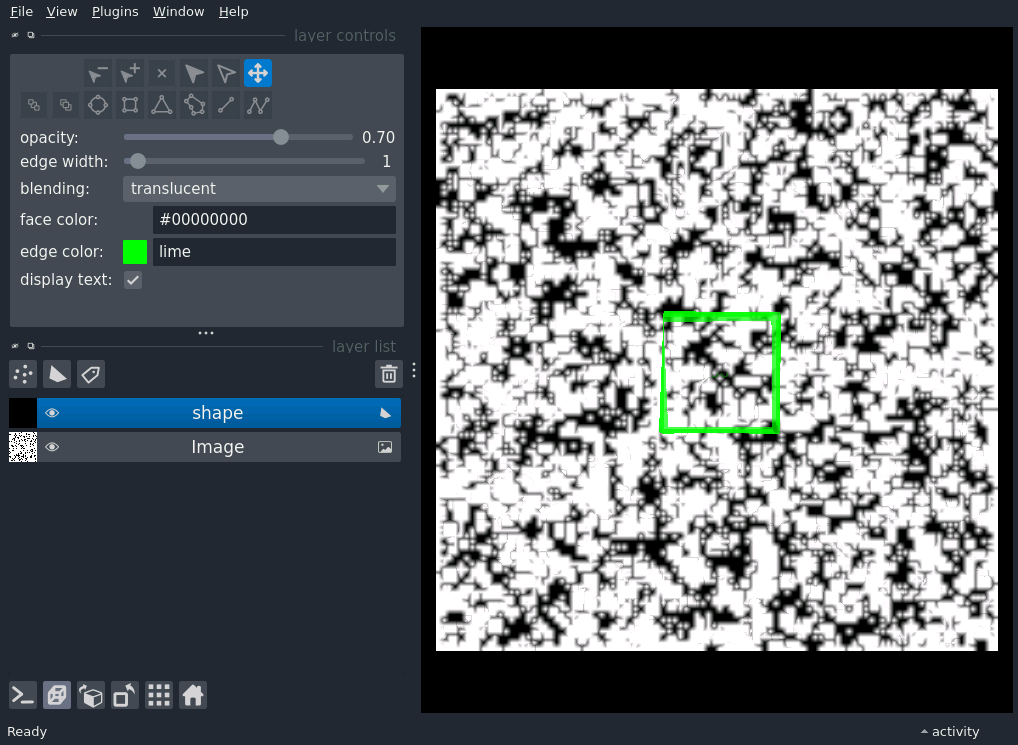 File View Plugins Window Help
layer controls
opacity: 0.70
edge width: 1
blending: translucent
face color: #00000000
edge color: lime
display text:
layer list
shape
Image
Ready activity